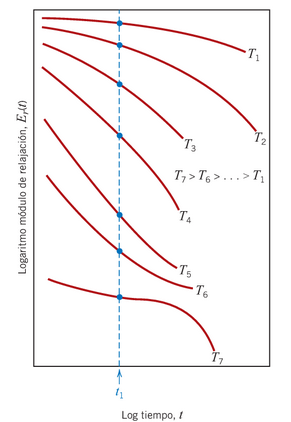 Logaritmo módulo de relajación, Er(t)
T1
T2
T3
T7 > T6 > . . . > T1
T4
T5
T6
T7
t1
Log tiempo, t